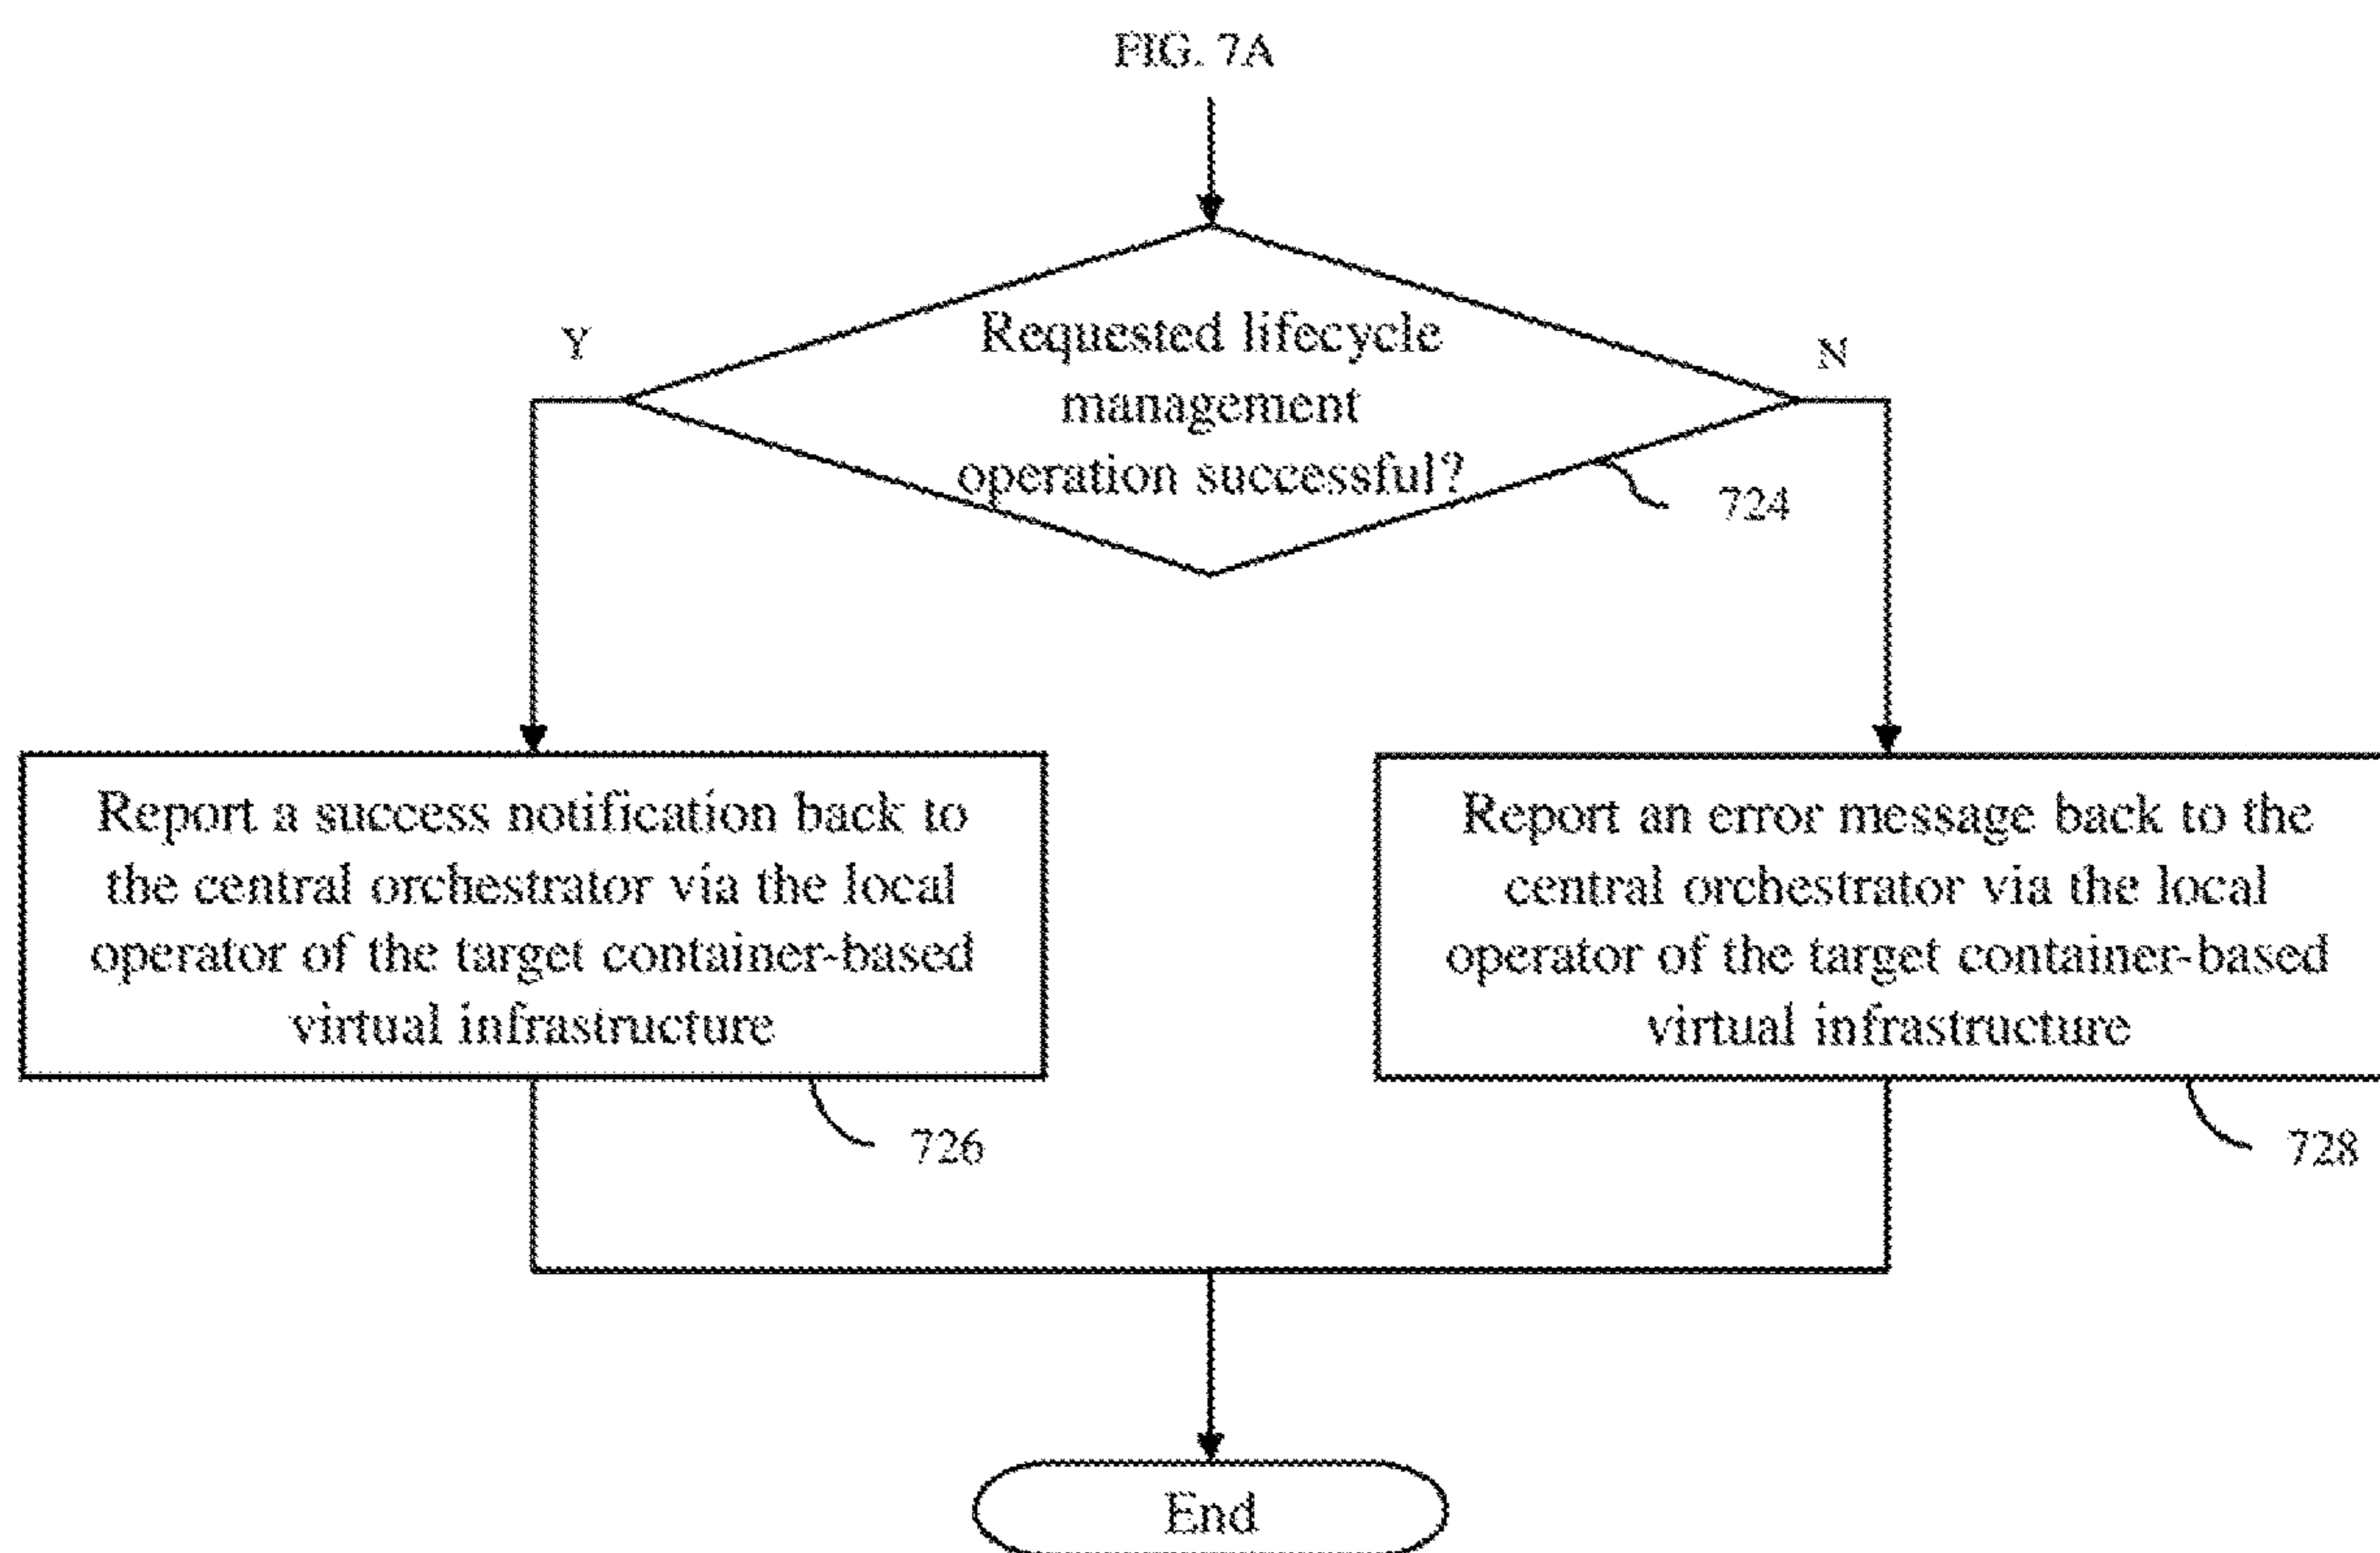 FIG. 7A
Y
N
Requested lifecycle
management
operation successful?
724
Report a success notification back to
the central orchestrator via the local
operator of the target container-based
virtual infrastructure
726
Report an error message back to the
central orchestrator via the local
operator of the target container-based
virtual infrastructure
728
End